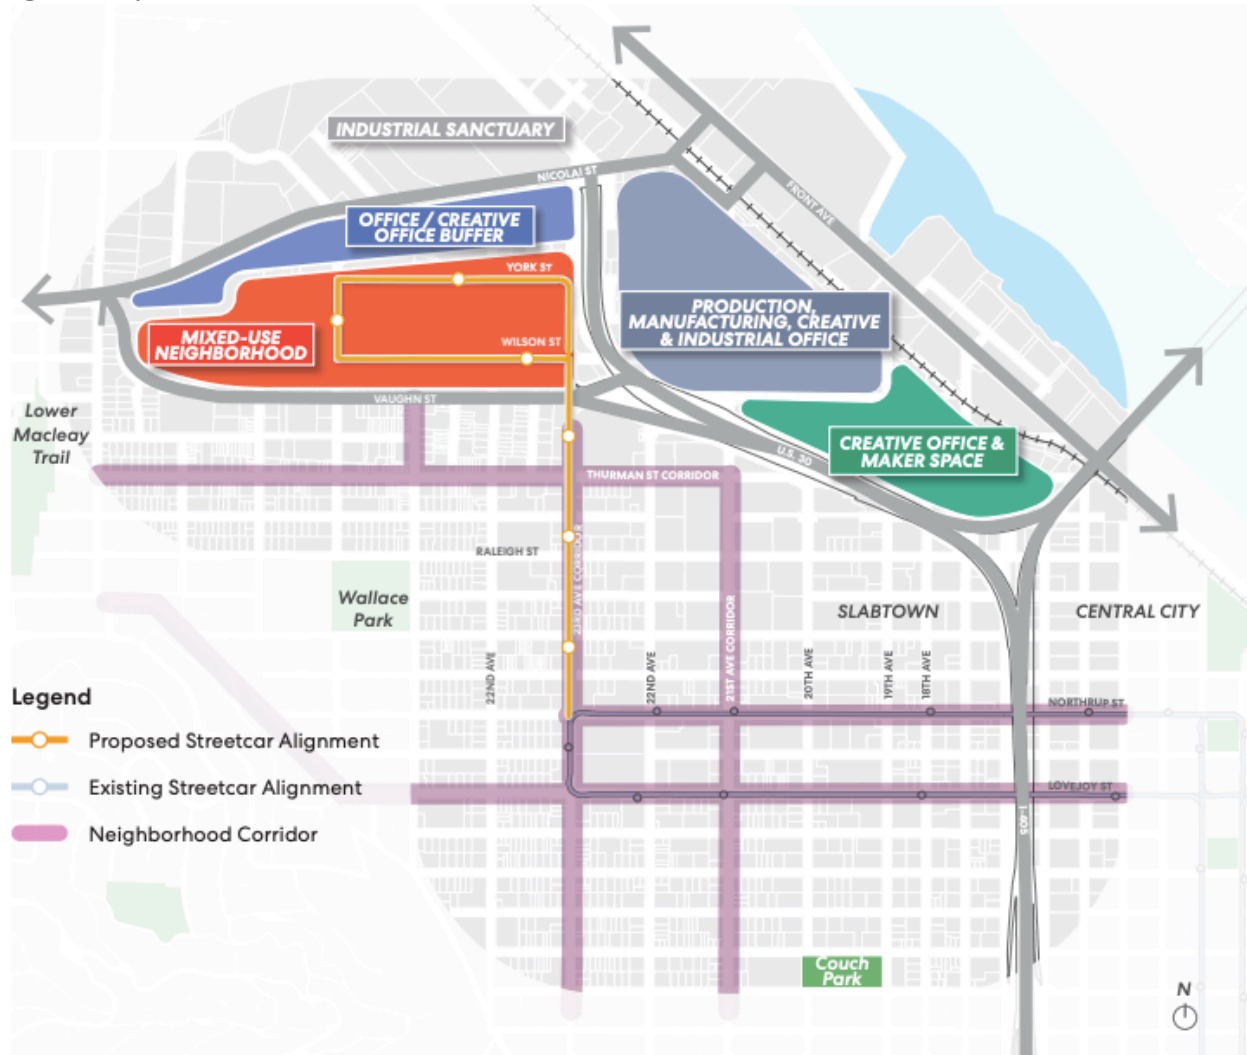 INDUSTRIAL SANCTUARY
NICOLAI ST
FRONT AVE
OFFICE / CREATIVE
OFFICE BUFFER
YORK ST
PRODUCTION,
MANUFACTURING, CREATIVE
& INDUSTRIAL OFFICE
MIXED-USE
NEIGHBORHOOD
WILSON ST
VAUGHN ST
Lower
Macleay
Trail
CREATIVE OFFICE &
MAKER SPACE
U.S. 30
THURMAN ST CORRIDOR
RALEIGH ST
23RD AVE CORRIDOR
Wallace
Park
SLABTOWN
CENTRAL CITY
22ND AVE
22ND AVE
21ST AVE CORRIDOR
20TH AVE
19TH AVE
18TH AVE
NORTHRUP ST
LOVEJOY ST
I-405
Legend
Proposed Streetcar Alignment
Existing Streetcar Alignment
Neighborhood Corridor
Couch
Park
N